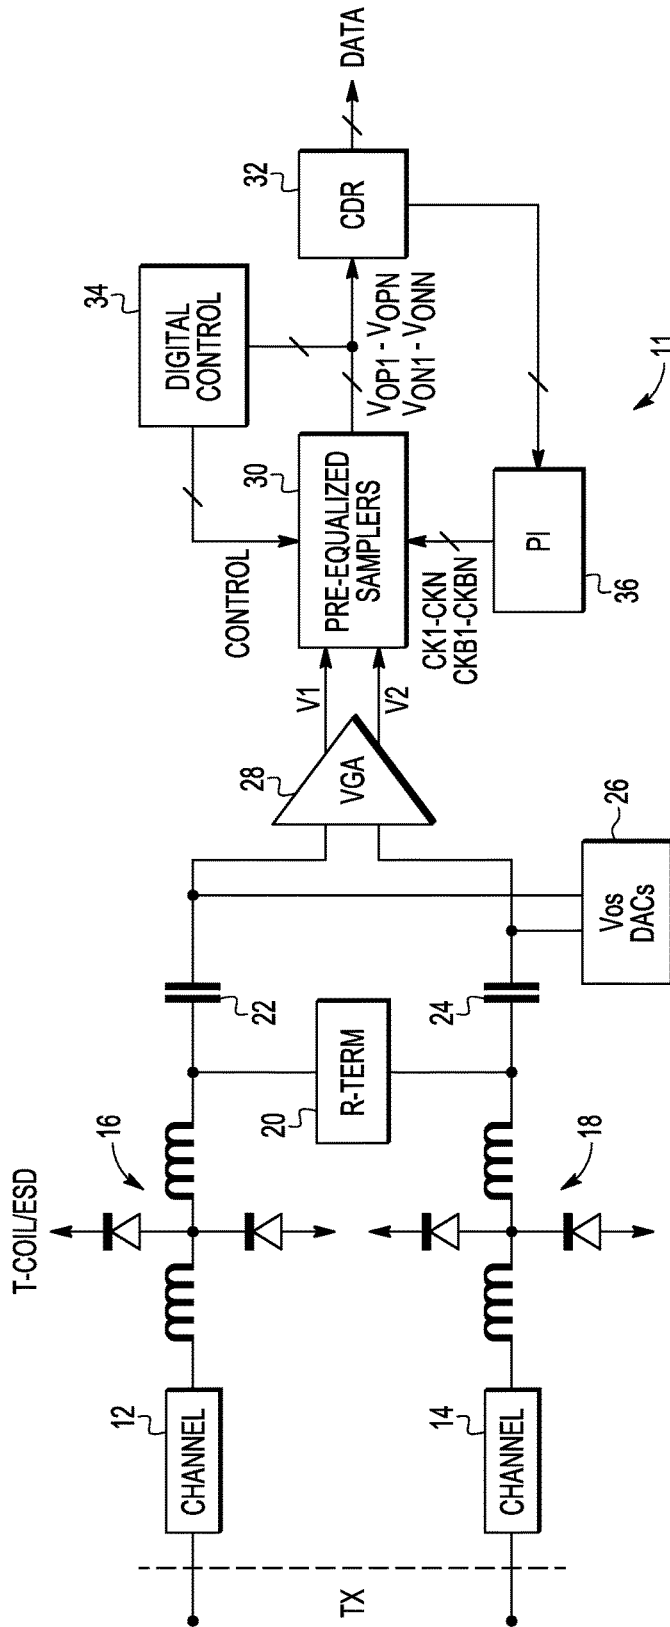 TX
12
CHANNEL
14
CHANNEL
T-COIL/ESD
16
18
20
R-TERM
22
24
26
Vos
DACs
28
VGA
V1
V2
CONTROL
30
PRE-EQUALIZED
SAMPLERS
CK1-CKN
CKB1-CKBN
34
DIGITAL
CONTROL
VOP1 - VOPN
VON1 - VONN
PI
36
32
CDR
DATA
11